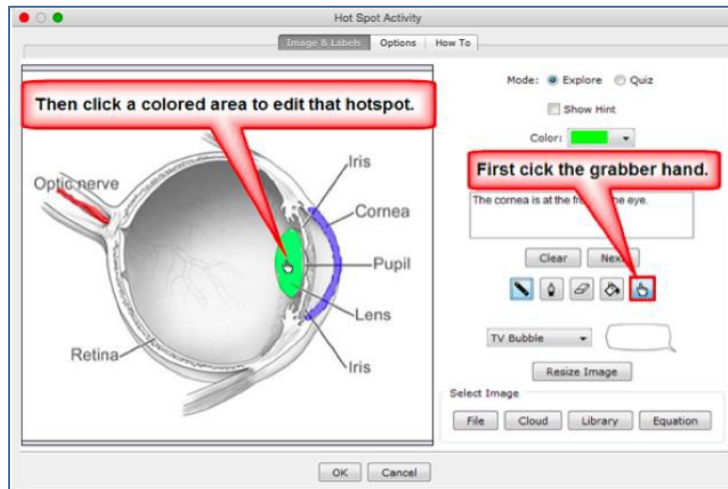 Hot Spot Activity
Image & Labels Options How To
Then click a colored area to edit that hotspot.
Optic nerve
Iris
Cornea
Pupil
Lens
Iris
Retina
Mode: Explore Quiz
Show Hint
Color:
First cick the grabber hand.
The cornea is at the the eye.
Clear Nex
TV Bubble
Resize Image
Select Image
File Cloud Library Equation
OK Cancel